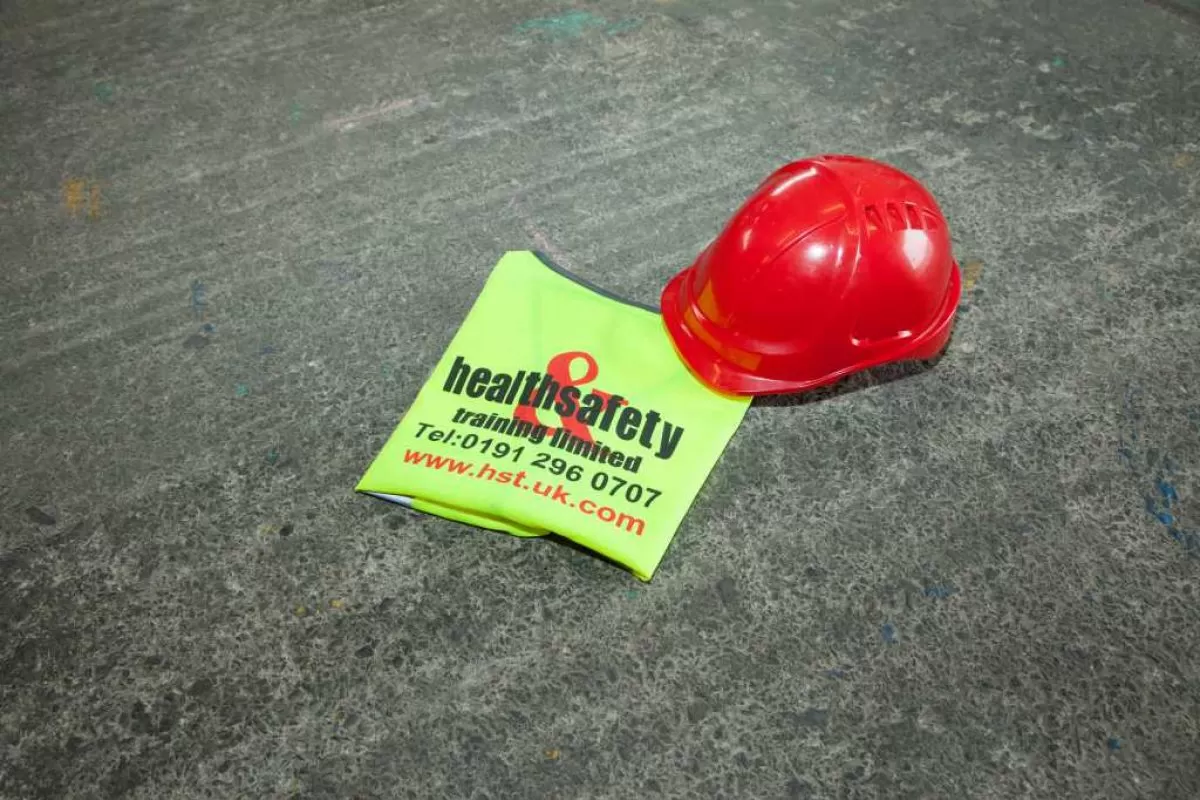 health&safety
training limited
Tel:0191 296 0707
www.hst.uk.com